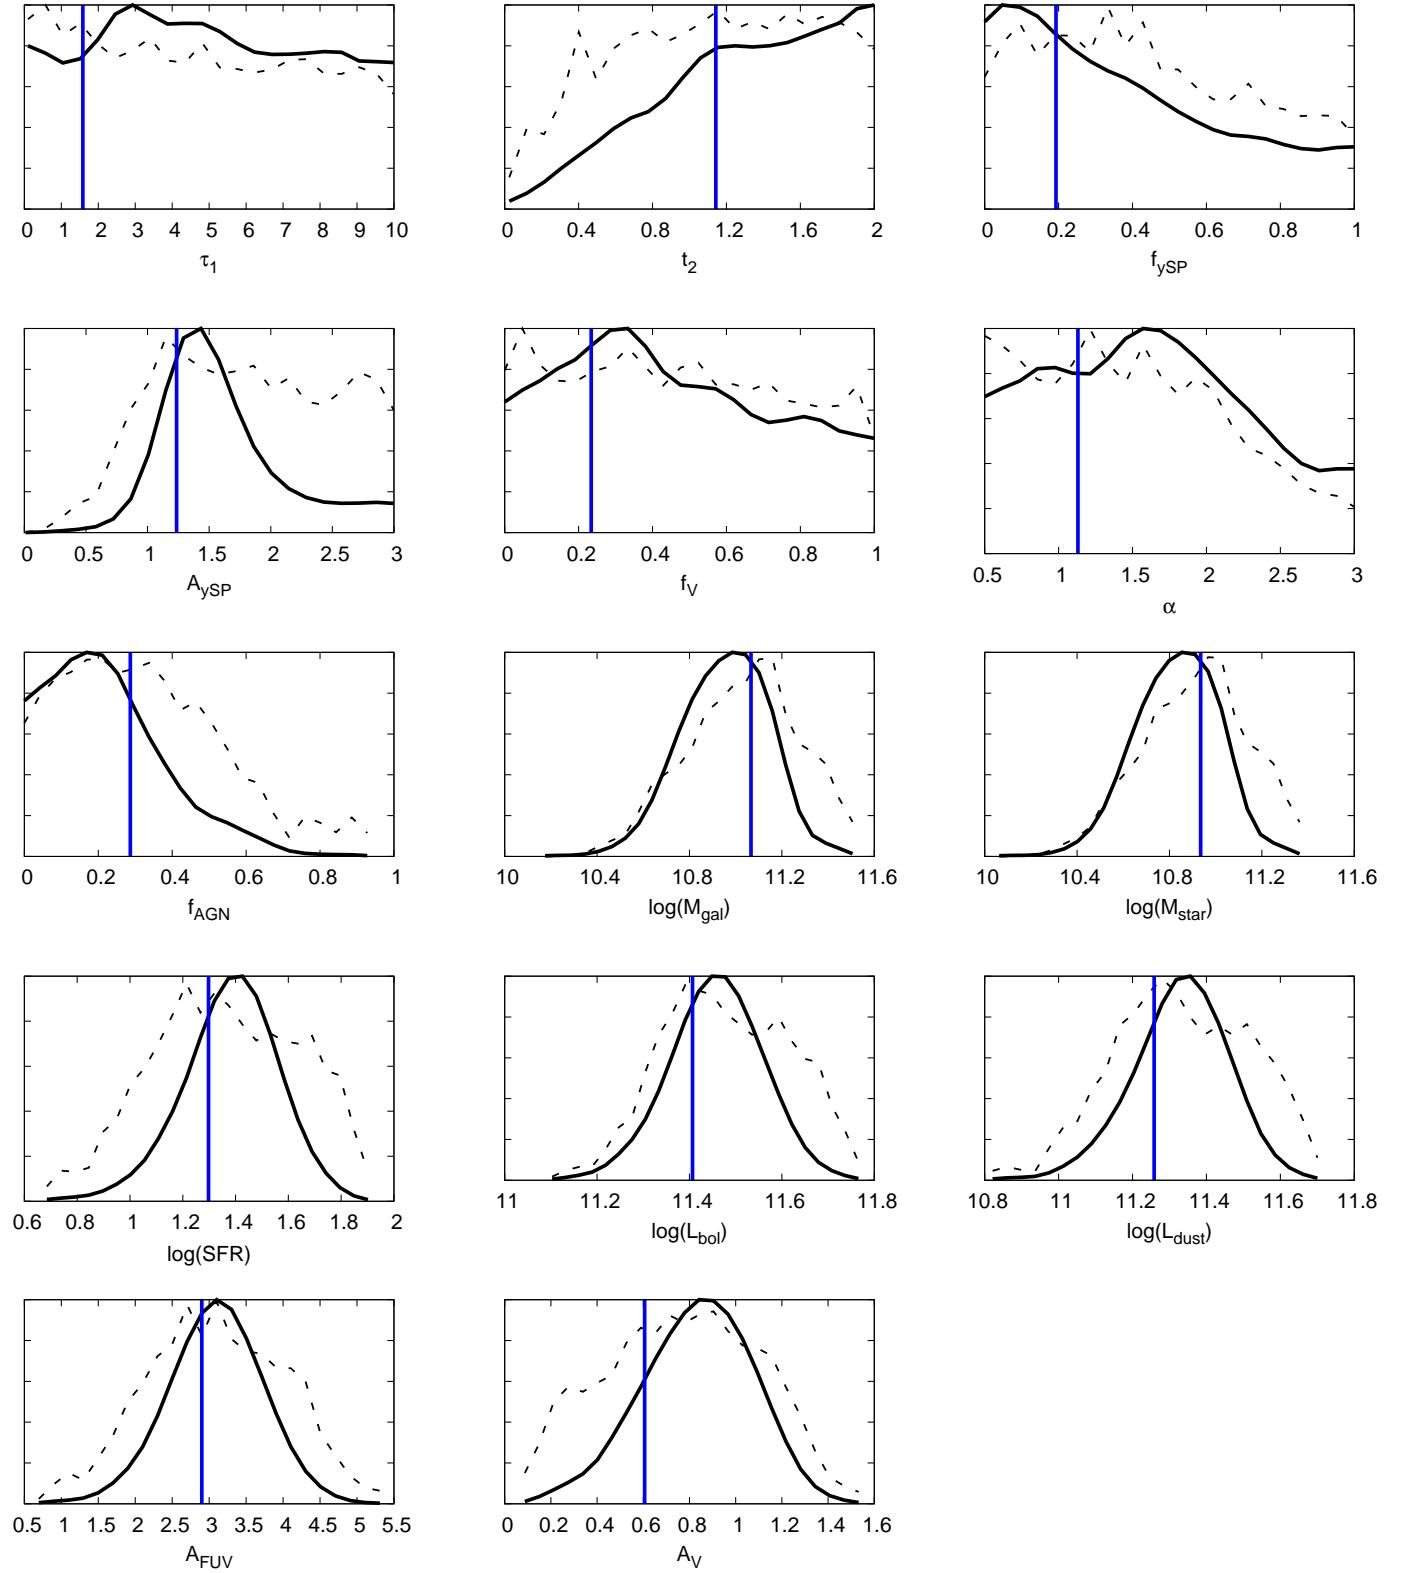 0 1 2 3 4 5 6 7 8 9 10
τ1
0 0.4 0.8 1.2 1.6 2
t2
0 0.2 0.4 0.6 0.8 1
fySP
0 0.5 1 1.5 2 2.5 3
AySP
0 0.2 0.4 0.6 0.8 1
fV
0.5 1 1.5 2 2.5 3
α
0 0.2 0.4 0.6 0.8 1
fAGN
10 10.4 10.8 11.2 11.6
log(Mgal)
10 10.4 10.8 11.2 11.6
log(Mstar)
0.6 0.8 1 1.2 1.4 1.6 1.8 2
log(SFR)
11 11.2 11.4 11.6 11.8
log(Lbol)
10.8 11 11.2 11.4 11.6 11.8
log(Ldust)
0.5 1 1.5 2 2.5 3 3.5 4 4.5 5 5.5
AFUV
0 0.2 0.4 0.6 0.8 1 1.2 1.4 1.6
AV